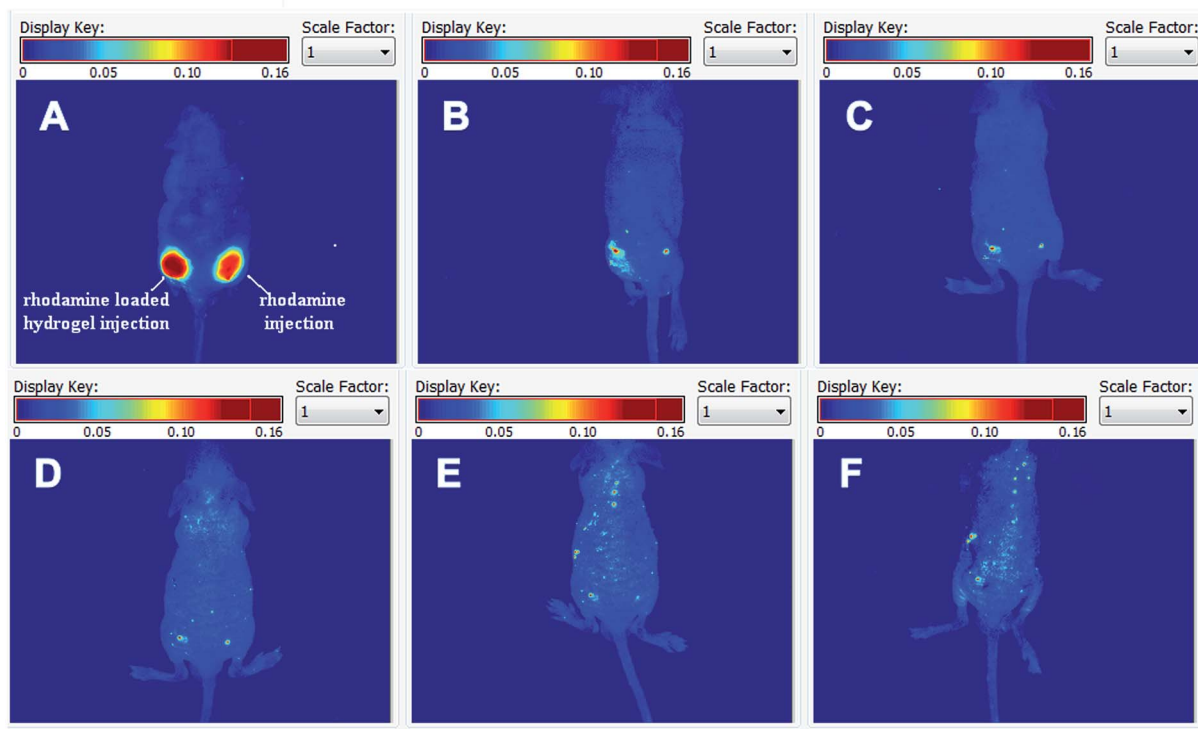 Display Key:
Scale Factor:
0 0.05 0.10 0.16
1
A
rhodamine loaded
hydrogel injection
rhodamine
injection
Display Key:
Scale Factor:
0 0.05 0.10 0.16
1
B
Display Key:
Scale Factor:
0 0.05 0.10 0.16
1
C
Display Key:
Scale Factor:
0 0.05 0.10 0.16
1
D
Display Key:
Scale Factor:
0 0.05 0.10 0.16
1
E
Display Key:
Scale Factor:
0 0.05 0.10 0.16
1
F